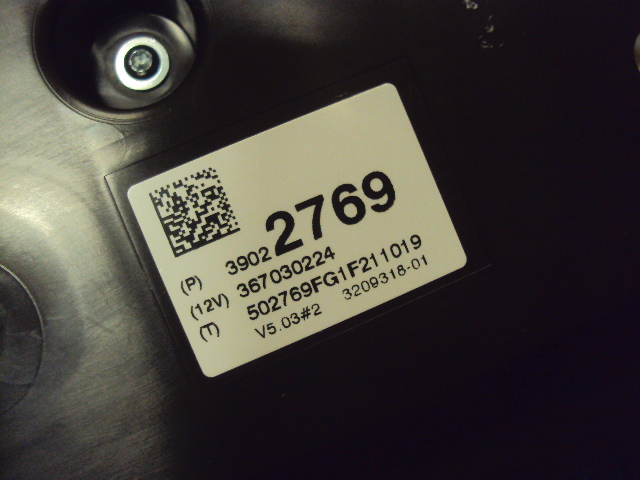 (P) 3902 2769
(12V) 367030224
(T) 502769FG1F211019
V5.03#2 3209318-01